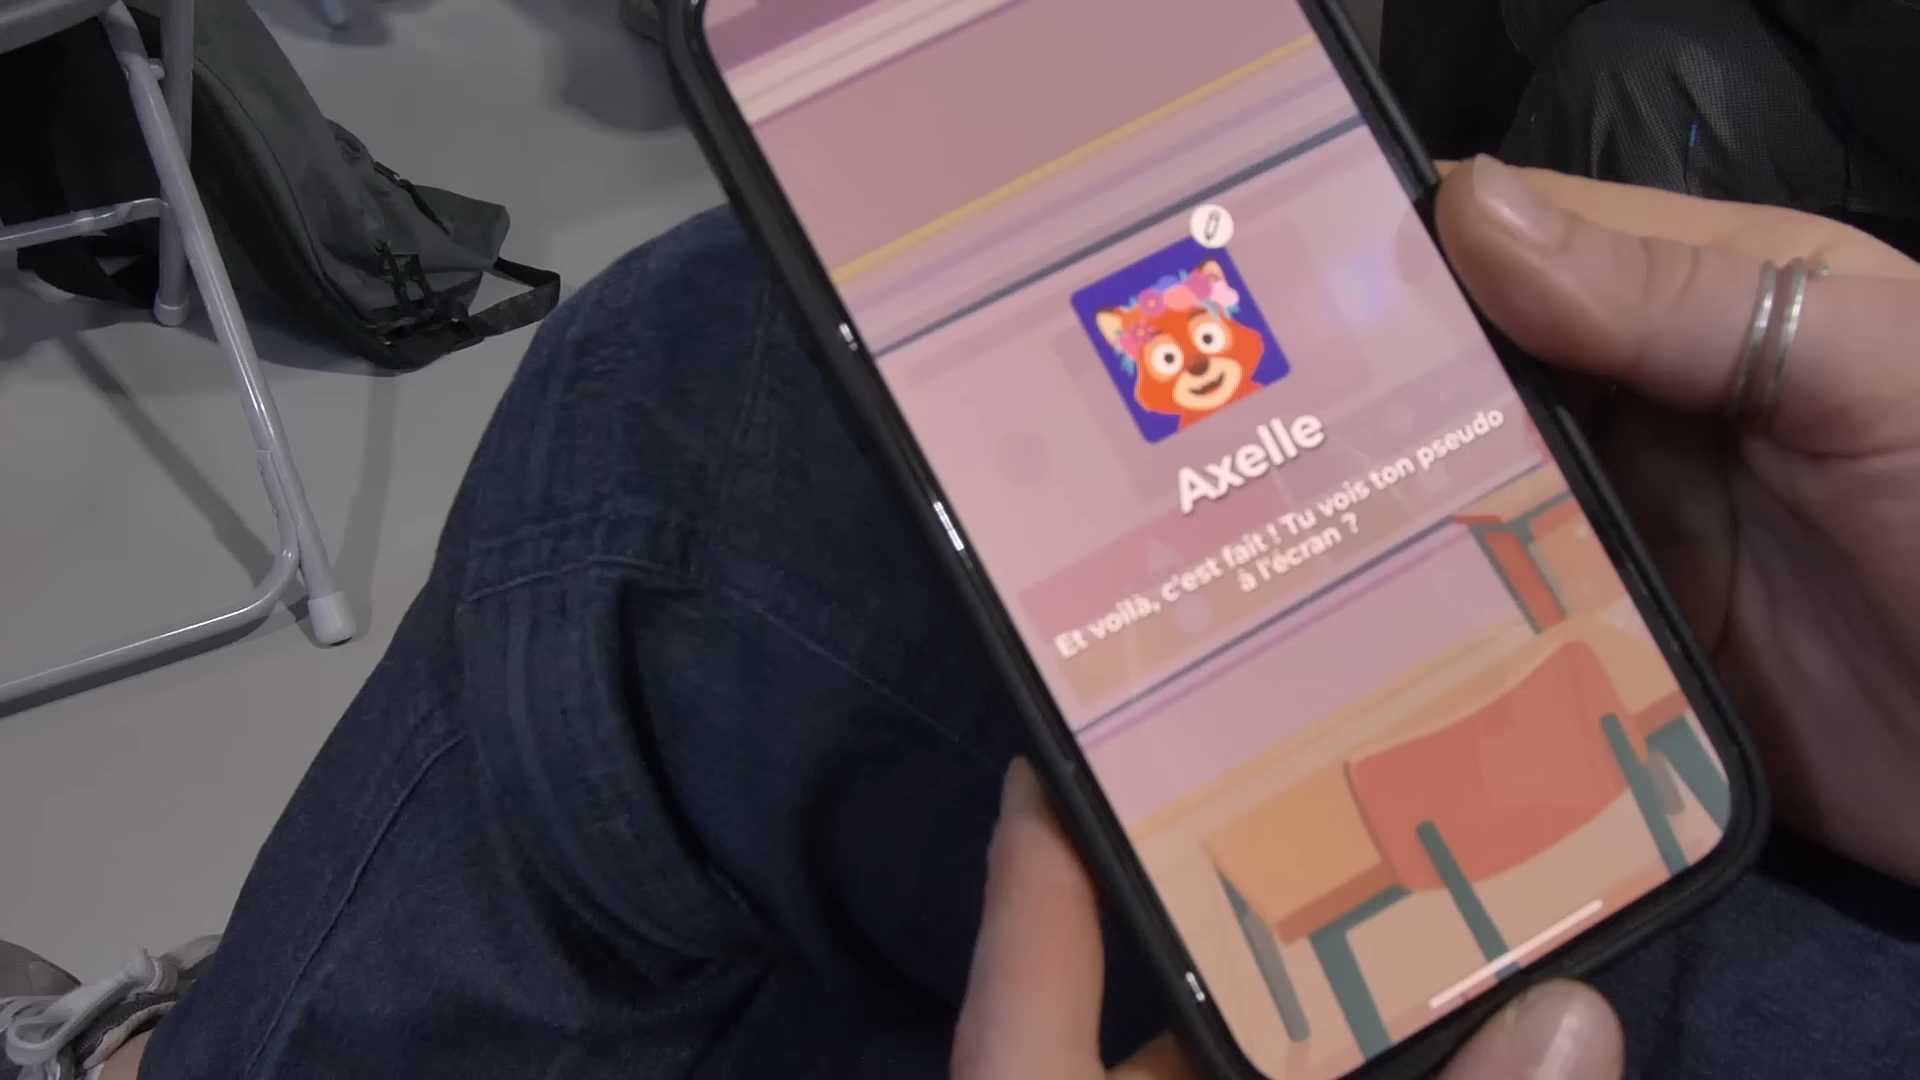 Axelle
Et voilà, c'est fait ! Tu vois ton pseudo
à l'écran ?